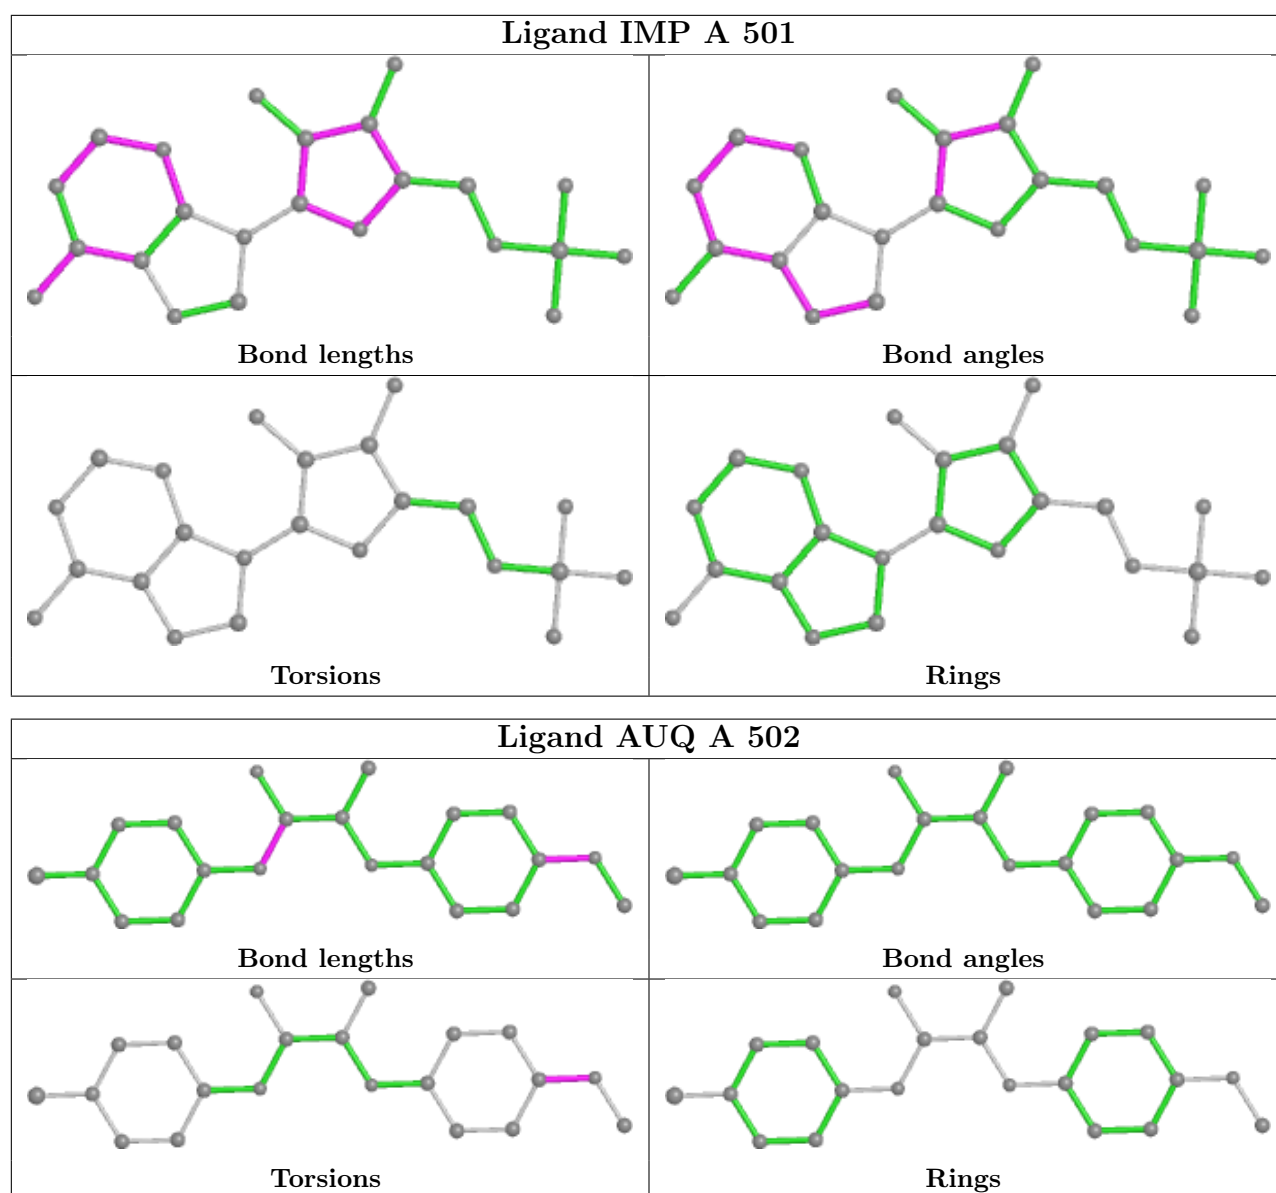 Ligand IMP A 501
Bond lengths
Bond angles
Torsions
Rings
Ligand AUQ A 502
Bond lengths
Bond angles
Torsions
Rings